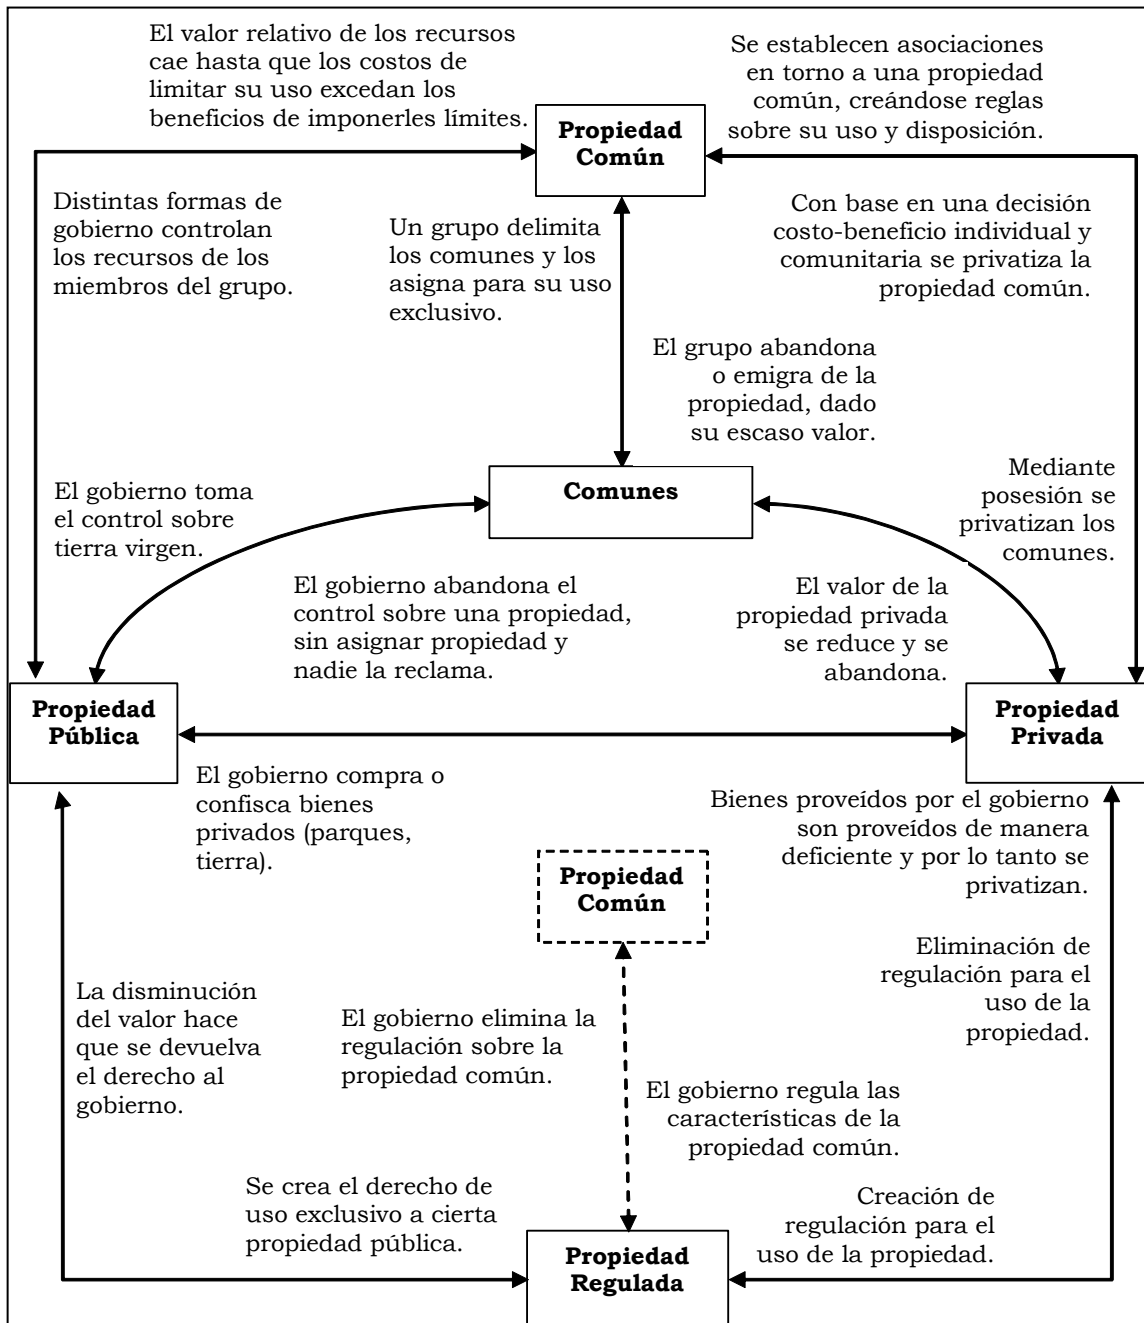 El valor relativo de los recursos
cae hasta que los costos de
limitar su uso excedan los
beneficios de imponerles límites.
Se establecen asociaciones
en torno a una propiedad
común, creándose reglas
sobre su uso y disposición.
Propiedad
Común
Distintas formas de
gobierno controlan
los recursos de los
miembros del grupo.
Un grupo delimita
los comunes y los
asigna para su uso
exclusivo.
Con base en una decisión
costo-beneficio individual y
comunitaria se privatiza la
propiedad común.
El grupo abandona
o emigra de la
propiedad, dado
su escaso valor.
El gobierno toma
el control sobre
tierra virgen.
Comunes
Mediante
posesión se
privatizan los
comunes.
El gobierno abandona el
control sobre una propiedad,
sin asignar propiedad y
nadie la reclama.
El valor de la
propiedad privada
se reduce y se
abandona.
Propiedad
Pública
Propiedad
Privada
El gobierno compra o
confisca bienes
privados (parques,
tierra).
Bienes proveídos por el gobierno
son proveídos de manera
deficiente y por lo tanto se
privatizan.
Propiedad
Común
La disminución
del valor hace
que se devuelva
el derecho al
gobierno.
El gobierno elimina la
regulación sobre la
propiedad común.
Eliminación de
regulación para el
uso de la
propiedad.
El gobierno regula las
características de la
propiedad común.
Se crea el derecho de
uso exclusivo a cierta
propiedad pública.
Creación de
regulación para el
uso de la propiedad.
Propiedad
Regulada